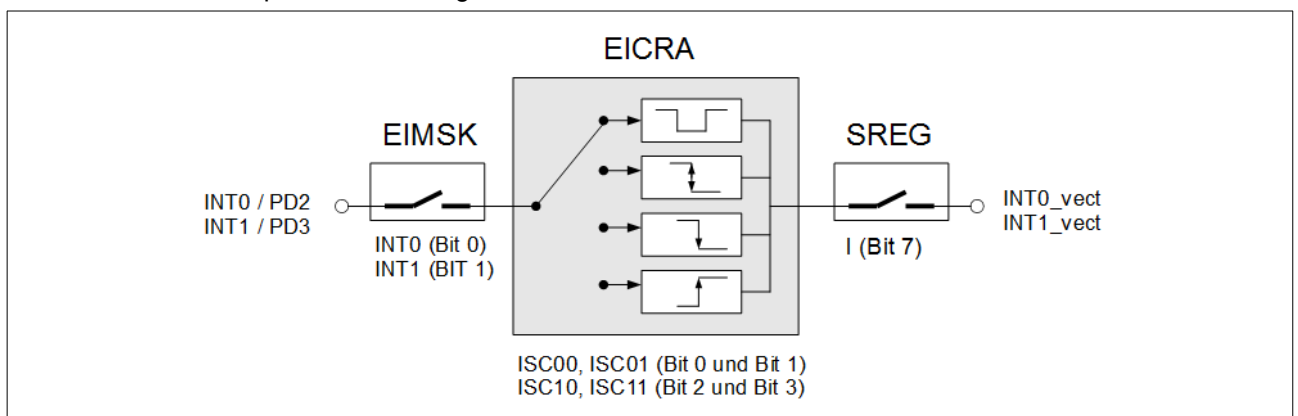 EICRA
EIMSK
SREG
INT0 / PD2
INT1 / PD3
INT0 (Bit 0)
INT1 (BIT 1)
I (Bit 7)
INT0_vect
INT1_vect
ISC00, ISC01 (Bit 0 und Bit 1)
ISC10, ISC11 (Bit 2 und Bit 3)